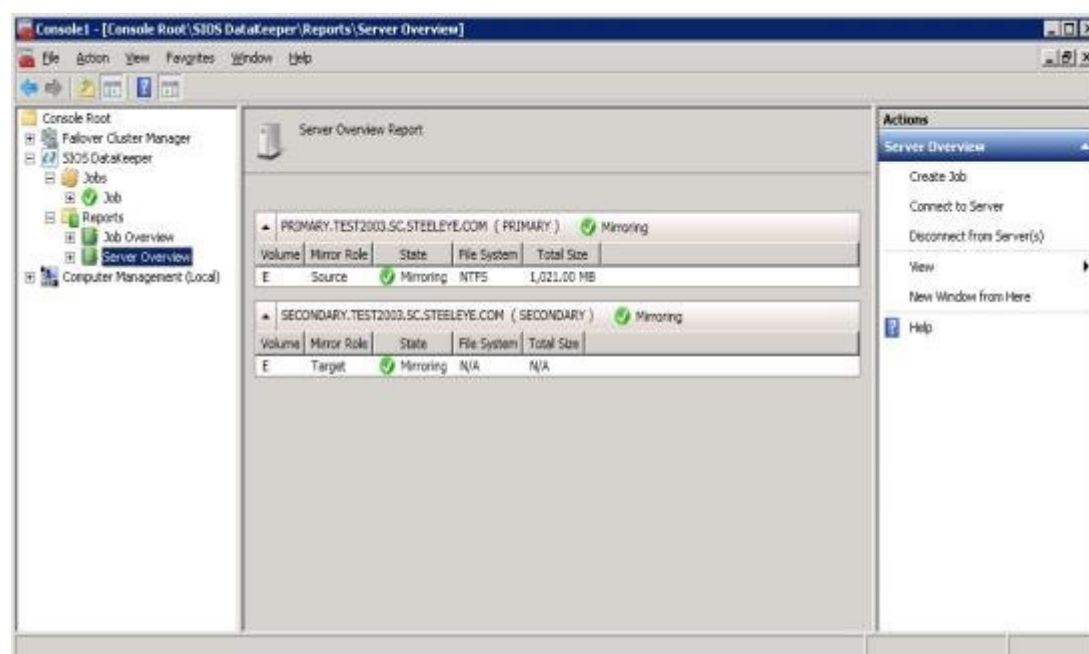 Console1 - [Console Root\SIOS DataKeeper\Reports\Server Overview]
File Action View Favorites Window Help
Console Root
Failover Cluster Manager
SIOS DataKeeper
Jobs
Job
Reports
Job Overview
Server Overview
Computer Management (Local)
Server Overview Report
PRIMARY.TEST2003.SC.STEELEYE.COM ( PRIMARY ) Mirroring
Volume Mirror Role State File System Total Size
E Source Mirroring NTFS 1,021.00 MB
SECONDARY.TEST2003.SC.STEELEYE.COM ( SECONDARY ) Mirroring
Volume Mirror Role State File System Total Size
E Target Mirroring N/A N/A
Actions
Server Overview
Create Job
Connect to Server
Disconnect from Server(s)
View
New Window from Here
Help